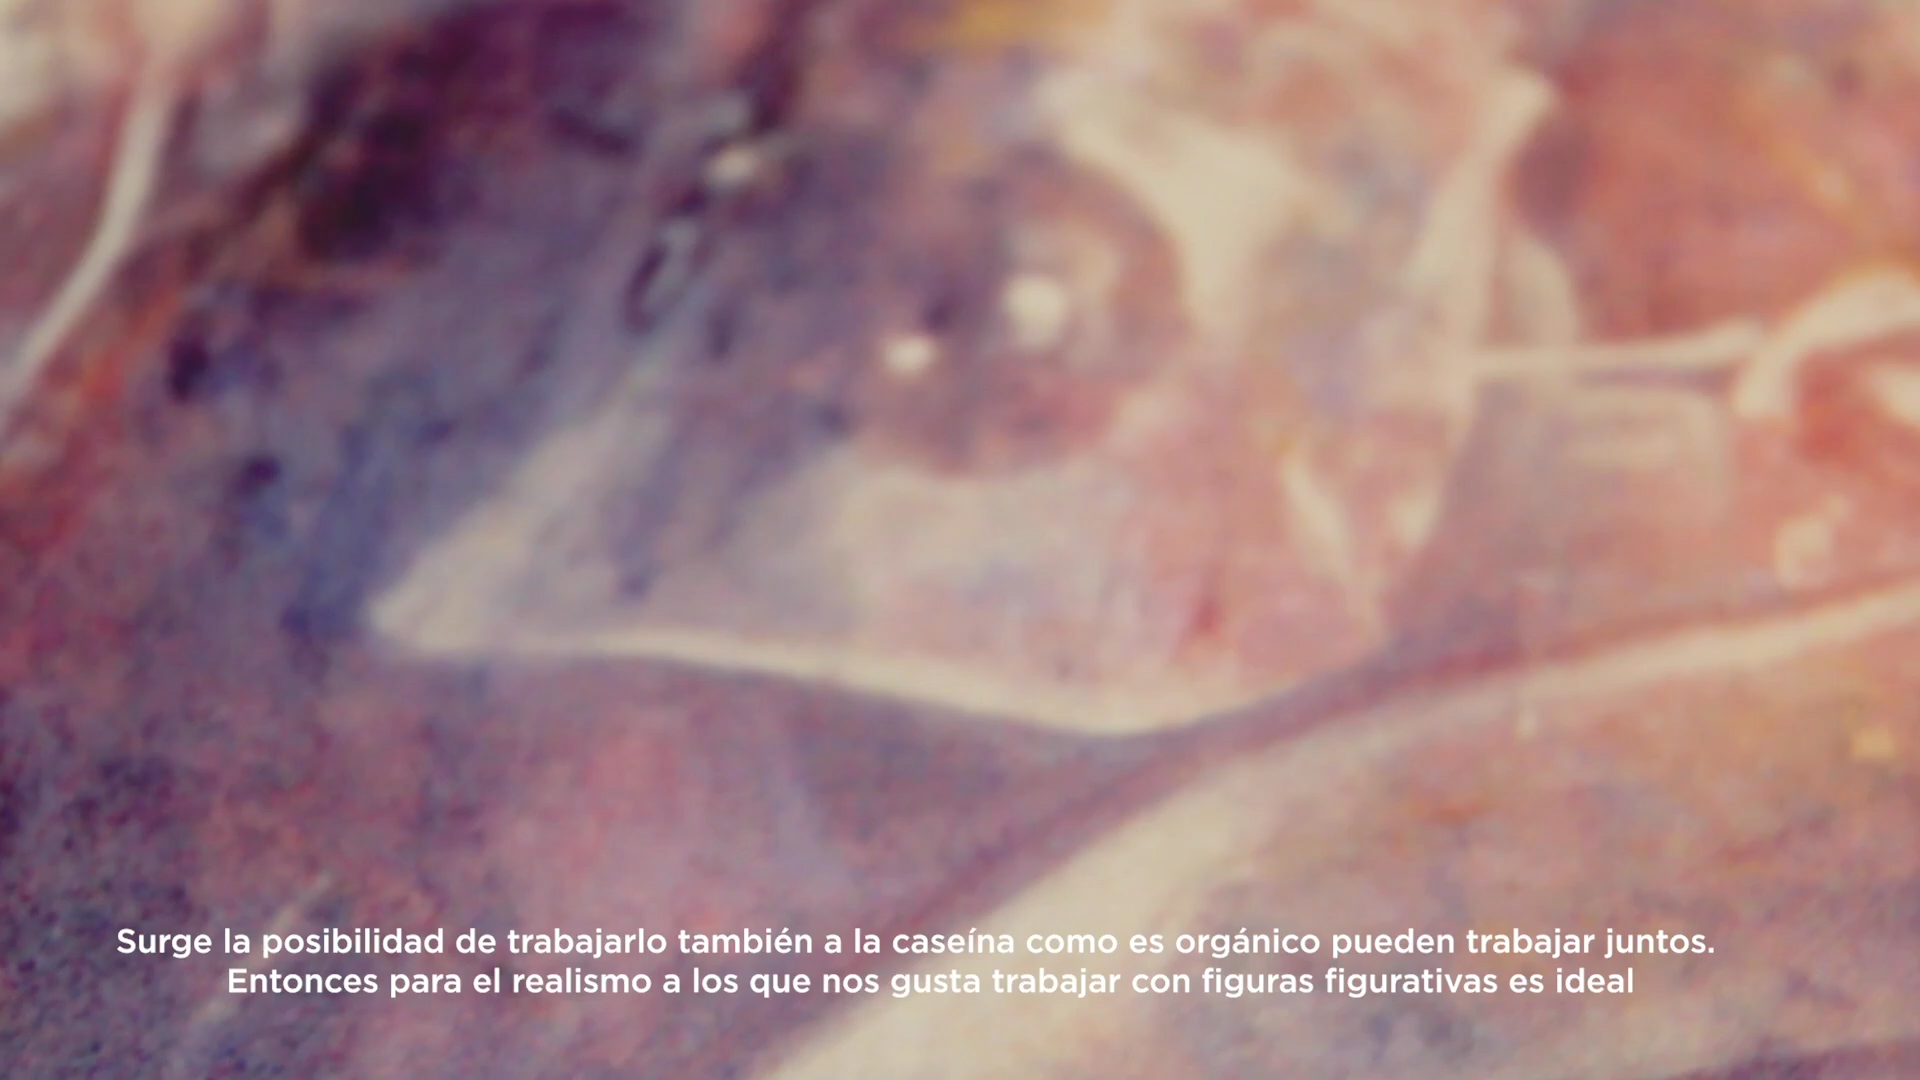 Surge la posibilidad de trabajarlo también a la caseína como es orgánico pueden trabajar juntos.
Entonces para el realismo a los que nos gusta trabajar con figuras figurativas es ideal